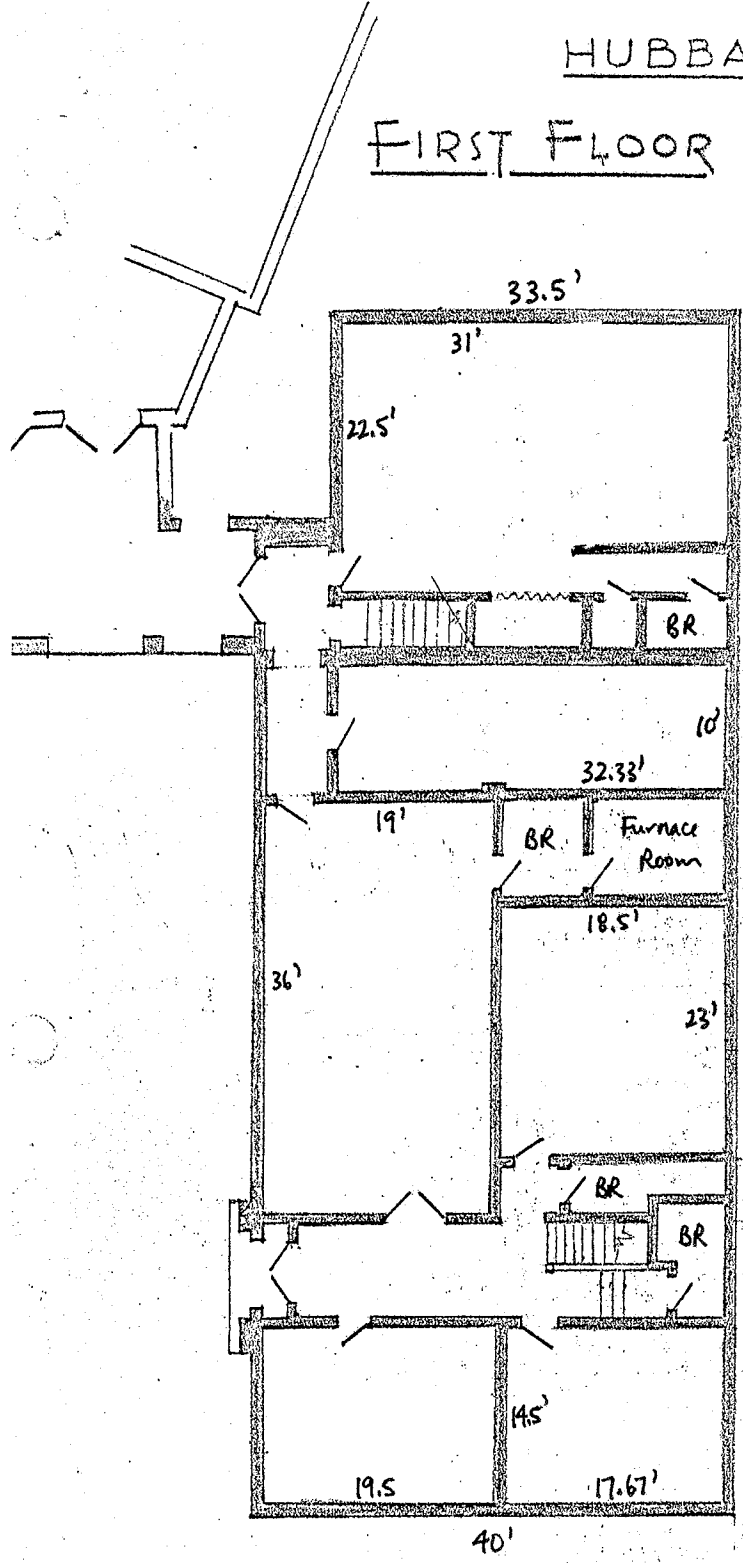 HUBBA
FIRST FLOOR
33.5'
31'
22.5'
BR
10'
32.33'
19'
BR
Furnace
Room
18.5'
36'
23'
BR
BR
14.5'
19.5
17.67'
40'